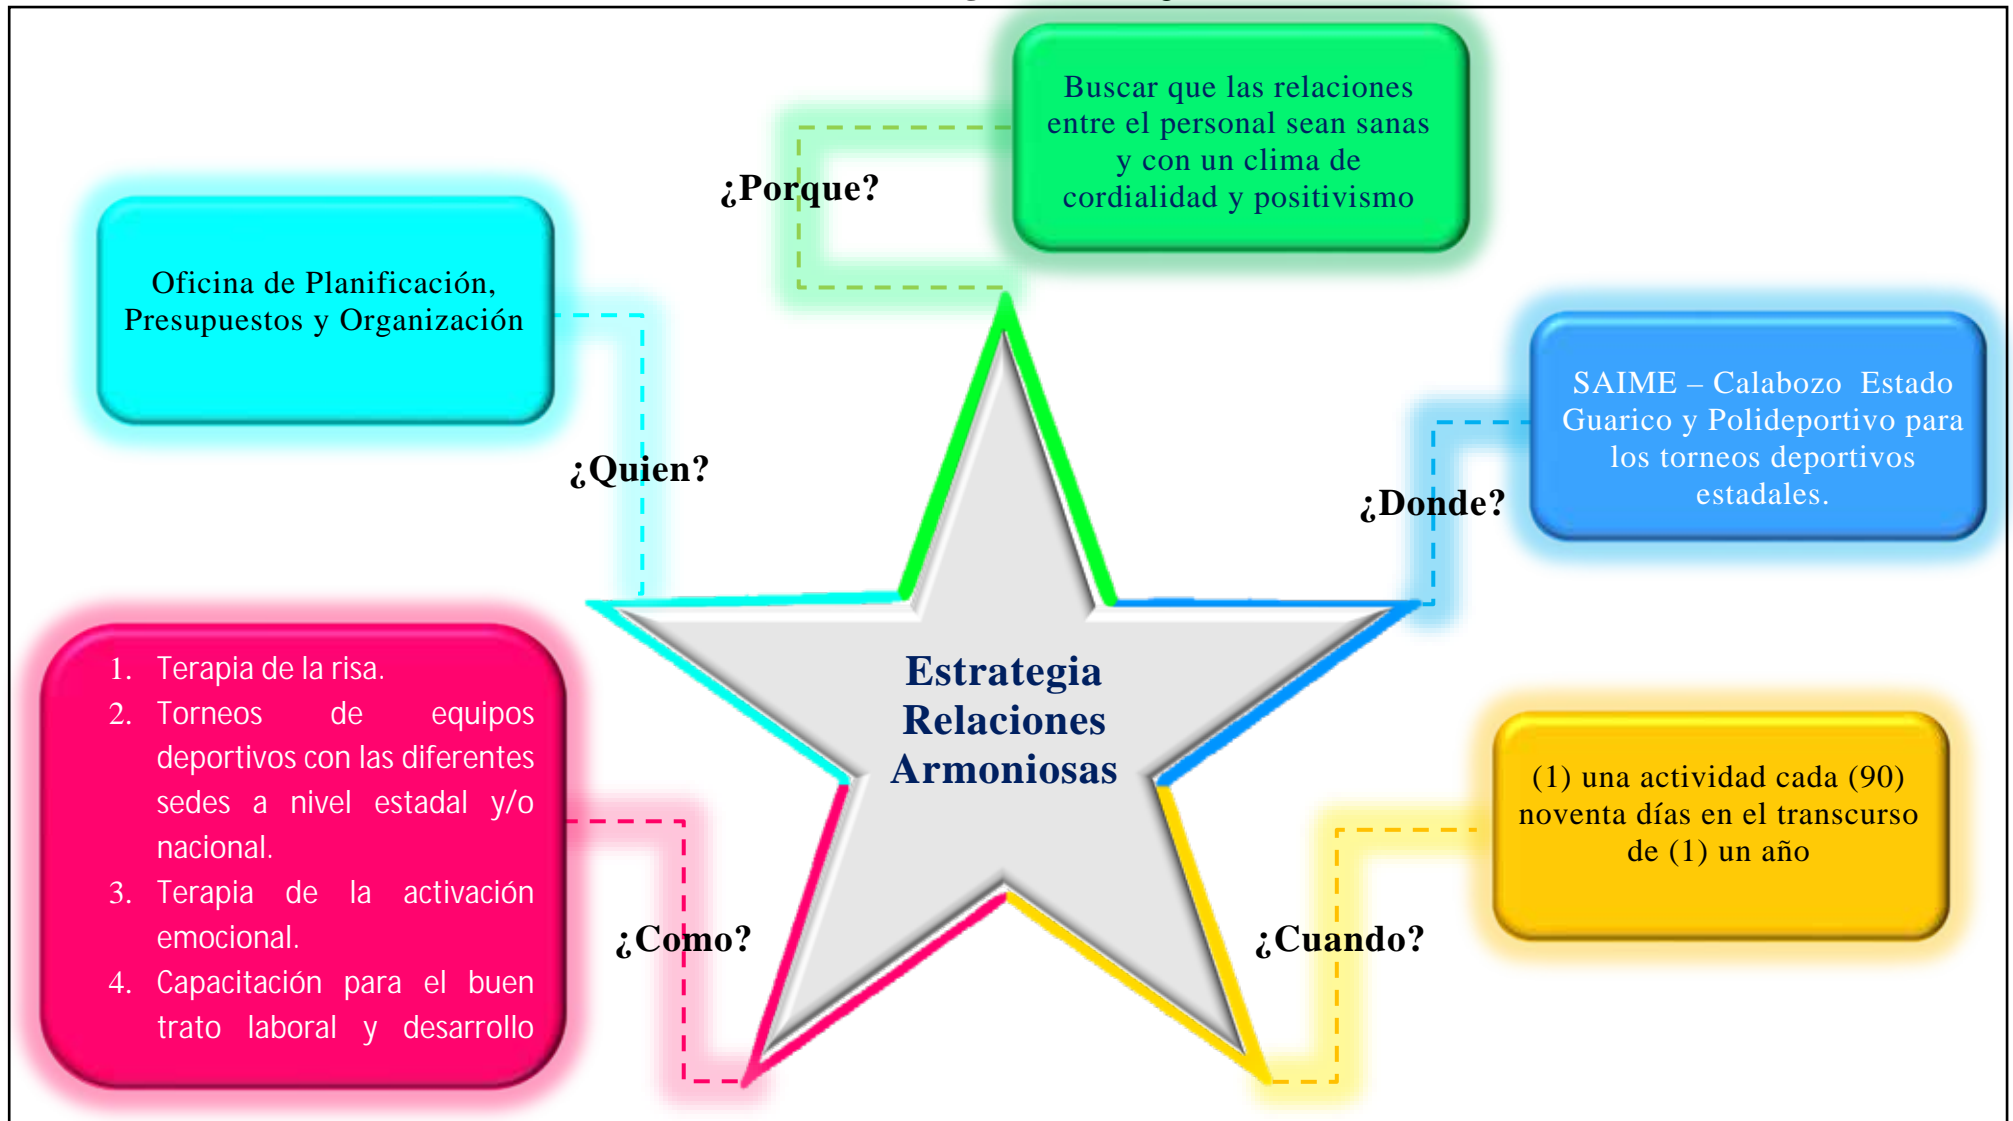 Buscar que las relaciones
entre el personal sean sanas
y con un clima de
cordialidad y positivismo
¿Porque?
Oficina de Planificación,
Presupuestos y Organización
¿Quien?
SAIME – Calabozo  Estado
Guarico y Polideportivo para
los torneos deportivos
estadales.
¿Donde?
Estrategia
Relaciones
Armoniosas
1. Terapia de la risa.
2. Torneos de equipos
deportivos con las diferentes
sedes a nivel estadal y/o
nacional.
3. Terapia de la activación
emocional.
4. Capacitación para el buen
trato laboral y desarrollo
¿Como?
(1) una actividad cada (90)
noventa días en el transcurso
de (1) un año
¿Cuando?